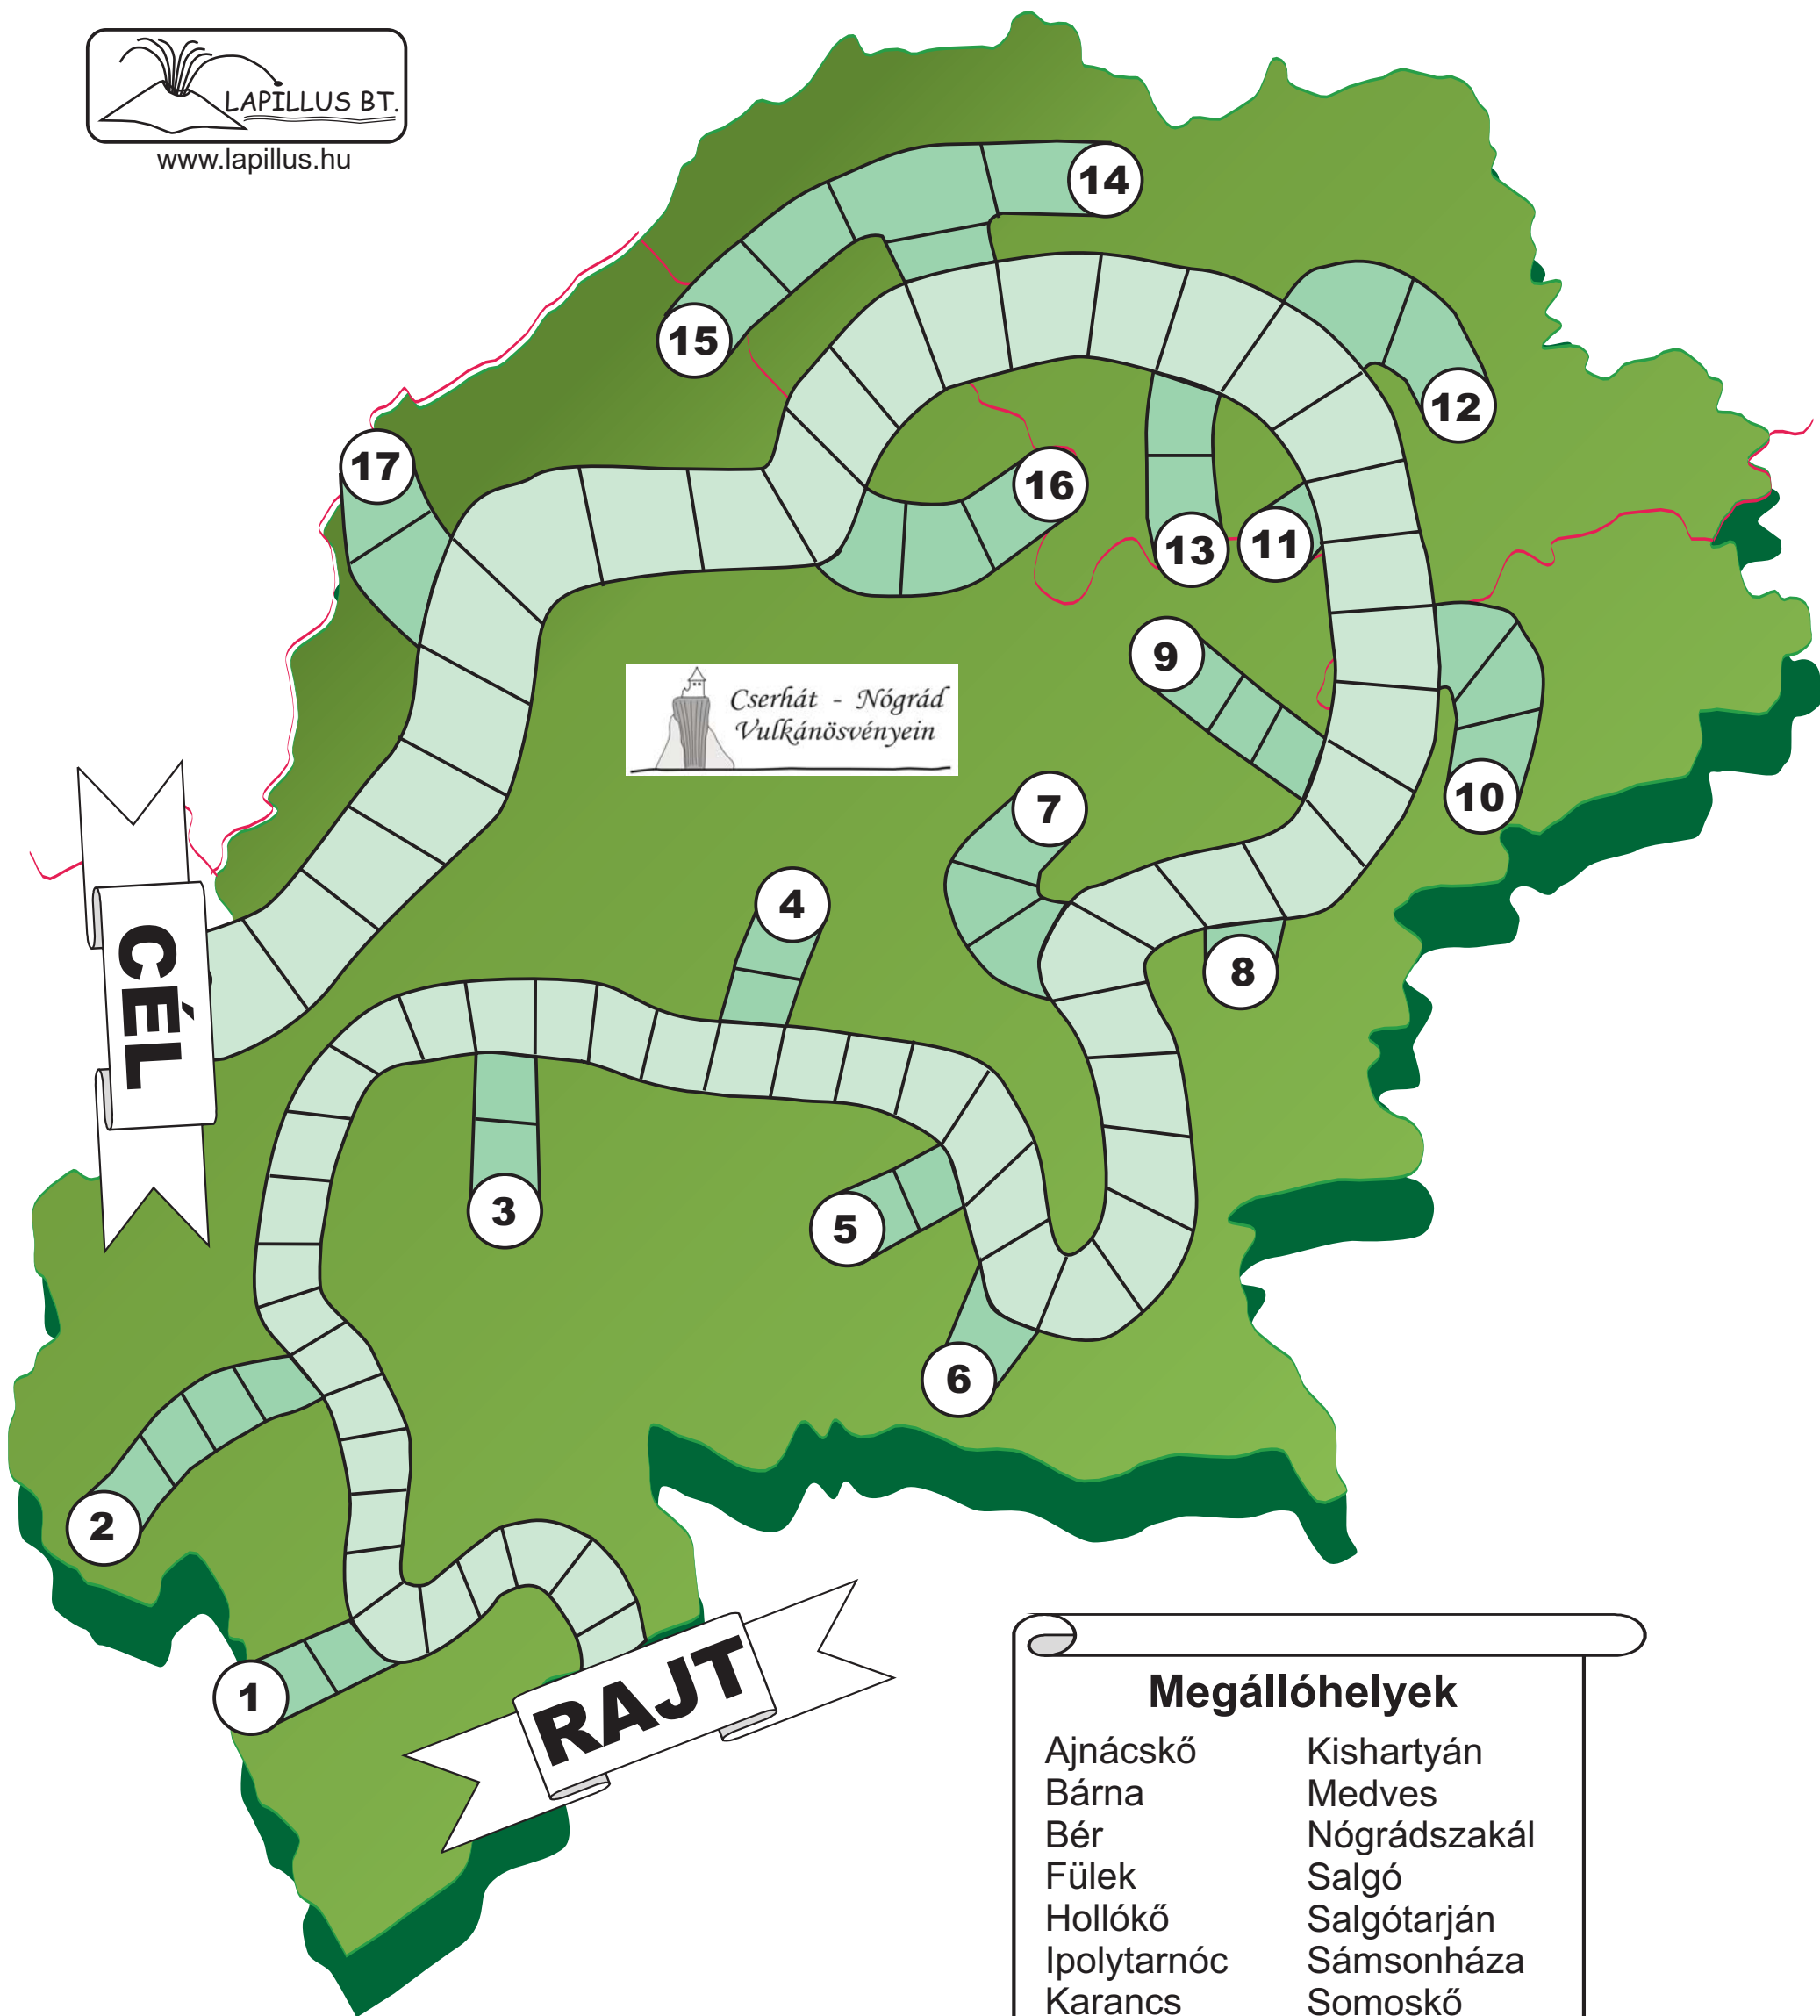 LAPILLUS BT.
www.lapillus.hu
14
15
12
17
16
13
11
9
Cserhát - Nógrád
Vulkánösvényein
10
7
4
8
CÉL
3
5
6
2
1
RAJT
Megállóhelyek
Ajnácskő
Bárna
Bér
Fülek
Hollókő
Ipolytarnóc
Karancs
Kishartyán
Medves
Nógrádszakál
Salgó
Salgótarján
Sámsonháza
Somoskő